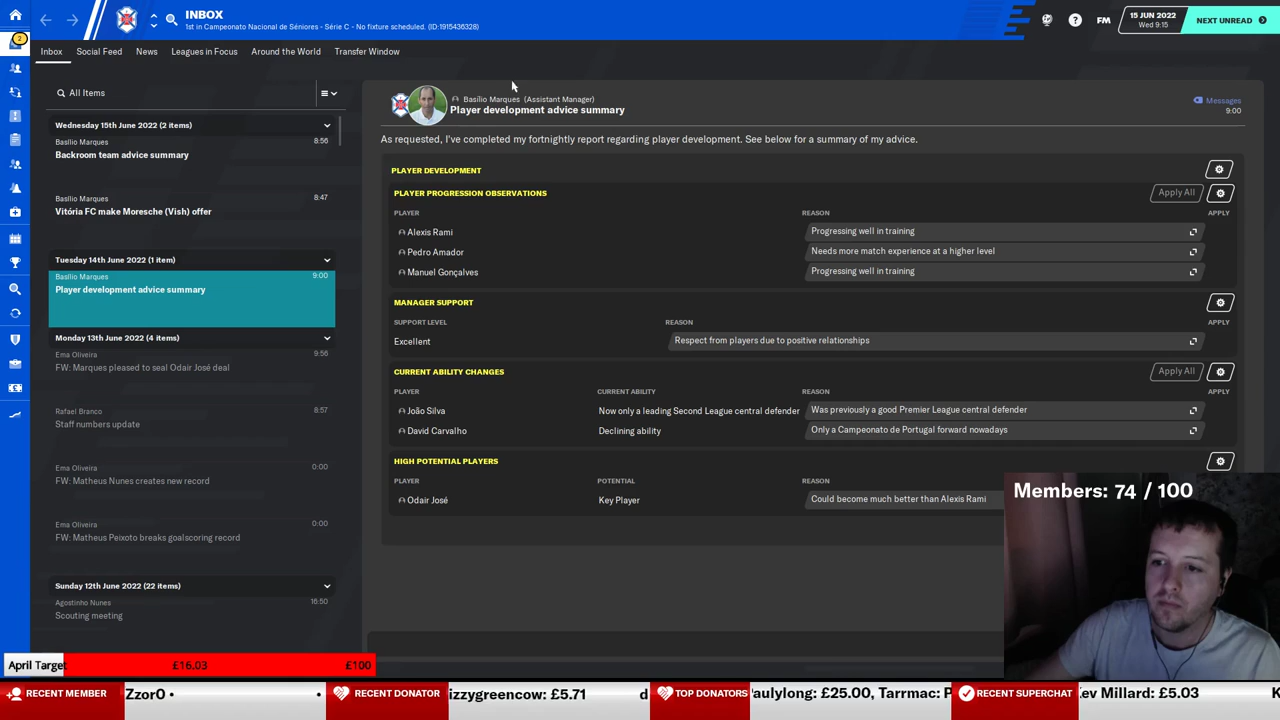 2
INBOX
1st in Campeonato Nacional de Séniores - Série C - No fixture scheduled. (ID:1915436328)
?
FM
15 JUN 2022
Wed 9:15
NEXT UNREAD
Inbox Social Feed News Leagues in Focus Around the World Transfer Window
All Items
Wednesday 15th June 2022 (2 items)
Basílio Marques 8:56
Backroom team advice summary
Basílio Marques 8:47
Vitória FC make Moresche (Vish) offer
Tuesday 14th June 2022 (1 item)
Basílio Marques 9:00
Player development advice summary
Monday 13th June 2022 (4 items)
Ema Oliveira 9:56
FW: Marques pleased to seal Odair José deal
Rafael Branco 8:57
Staff numbers update
Ema Oliveira 0:00
FW: Matheus Nunes creates new record
Ema Oliveira 0:00
FW: Matheus Peixoto breaks goalscoring record
Sunday 12th June 2022 (22 items)
Agostinho Nunes 16:50
Scouting meeting
Basílio Marques (Assistant Manager)
Player development advice summary
Messages
9:00
As requested, I've completed my fortnightly report regarding player development. See below for a summary of my advice.
PLAYER DEVELOPMENT
PLAYER PROGRESSION OBSERVATIONS Apply All
PLAYER REASON APPLY
Alexis Rami Progressing well in training
Pedro Amador Needs more match experience at a higher level
Manuel Gonçalves Progressing well in training
MANAGER SUPPORT
SUPPORT LEVEL REASON APPLY
Excellent Respect from players due to positive relationships
CURRENT ABILITY CHANGES Apply All
PLAYER CURRENT ABILITY REASON APPLY
João Silva Now only a leading Second League central defender Was previously a good Premier League central defender
David Carvalho Declining ability Only a Campeonato de Portugal forward nowadays
HIGH POTENTIAL PLAYERS
PLAYER POTENTIAL REASON
Odair José Key Player Could become much better than Alexis Rami
Members: 74 / 100
April Target £16.03 £100
RECENT MEMBER ZzorO • •
RECENT DONATOR izzygreencow: £5.71 d
TOP DONATORS aulylong: £25.00, Tarrmac: P
RECENT SUPERCHAT Kev Millard: £5.03 K